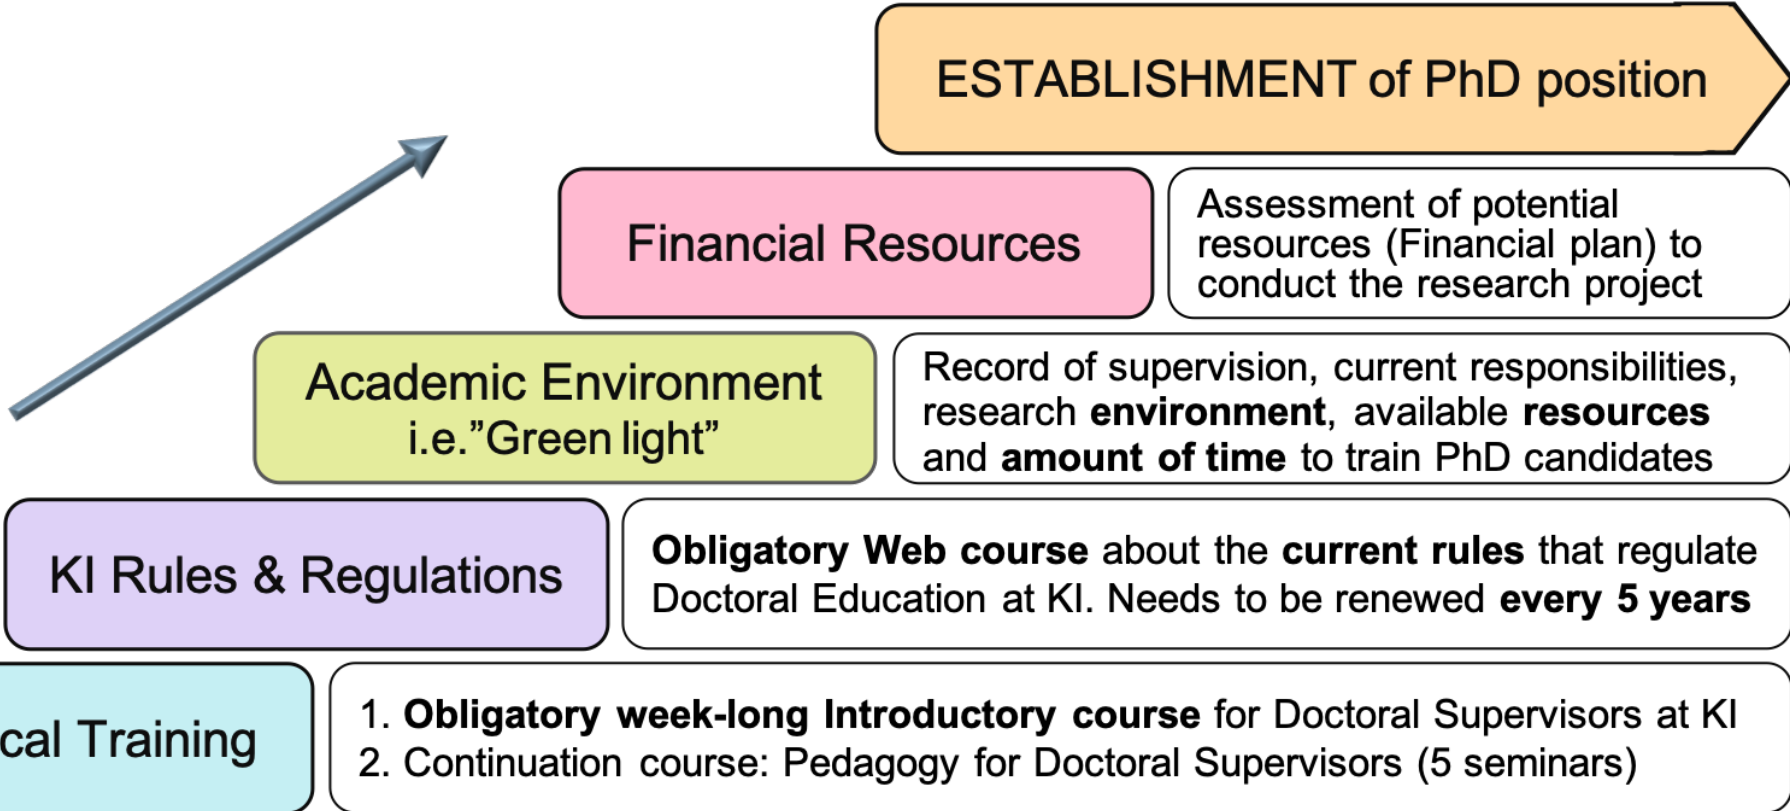 ESTABLISHMENT of PhD position
Financial Resources
Assessment of potential
resources (Financial plan) to
conduct the research project
Academic Environment
i.e.”Green light”
Record of supervision, current responsibilities,
research environment, available resources
and amount of time to train PhD candidates
KI Rules & Regulations
Obligatory Web course about the current rules that regulate
Doctoral Education at KI. Needs to be renewed every 5 years
cal Training
1. Obligatory week-long Introductory course for Doctoral Supervisors at KI
2. Continuation course: Pedagogy for Doctoral Supervisors (5 seminars)